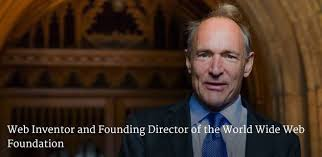 Web Inventor and Founding Director of the World Wide Web
Foundation